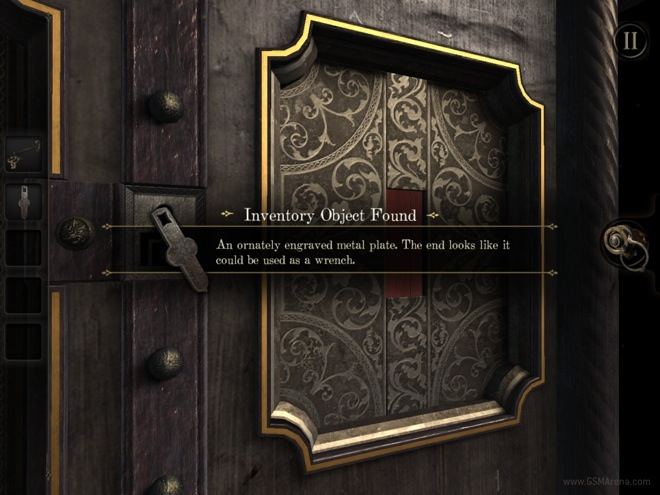 II
Inventory Object Found
An ornately engraved metal plate. The end looks like it
could be used as a wrench.
www.GSMArena.com